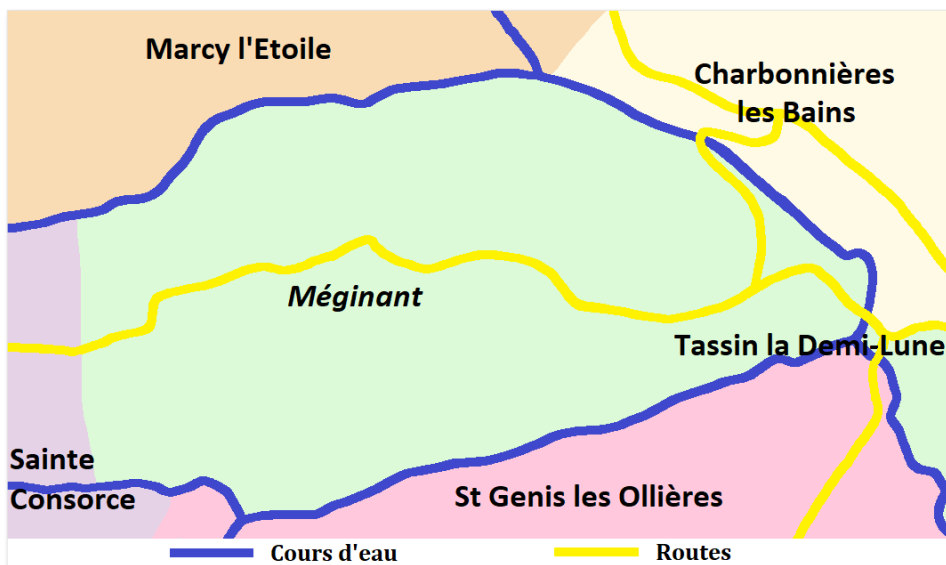 Marcy l'Etoile
Charbonnières
les Bains
Méginant
Tassin la Demi-Lune
Sainte
Consorce
St Genis les Ollières
Cours d'eau
Routes